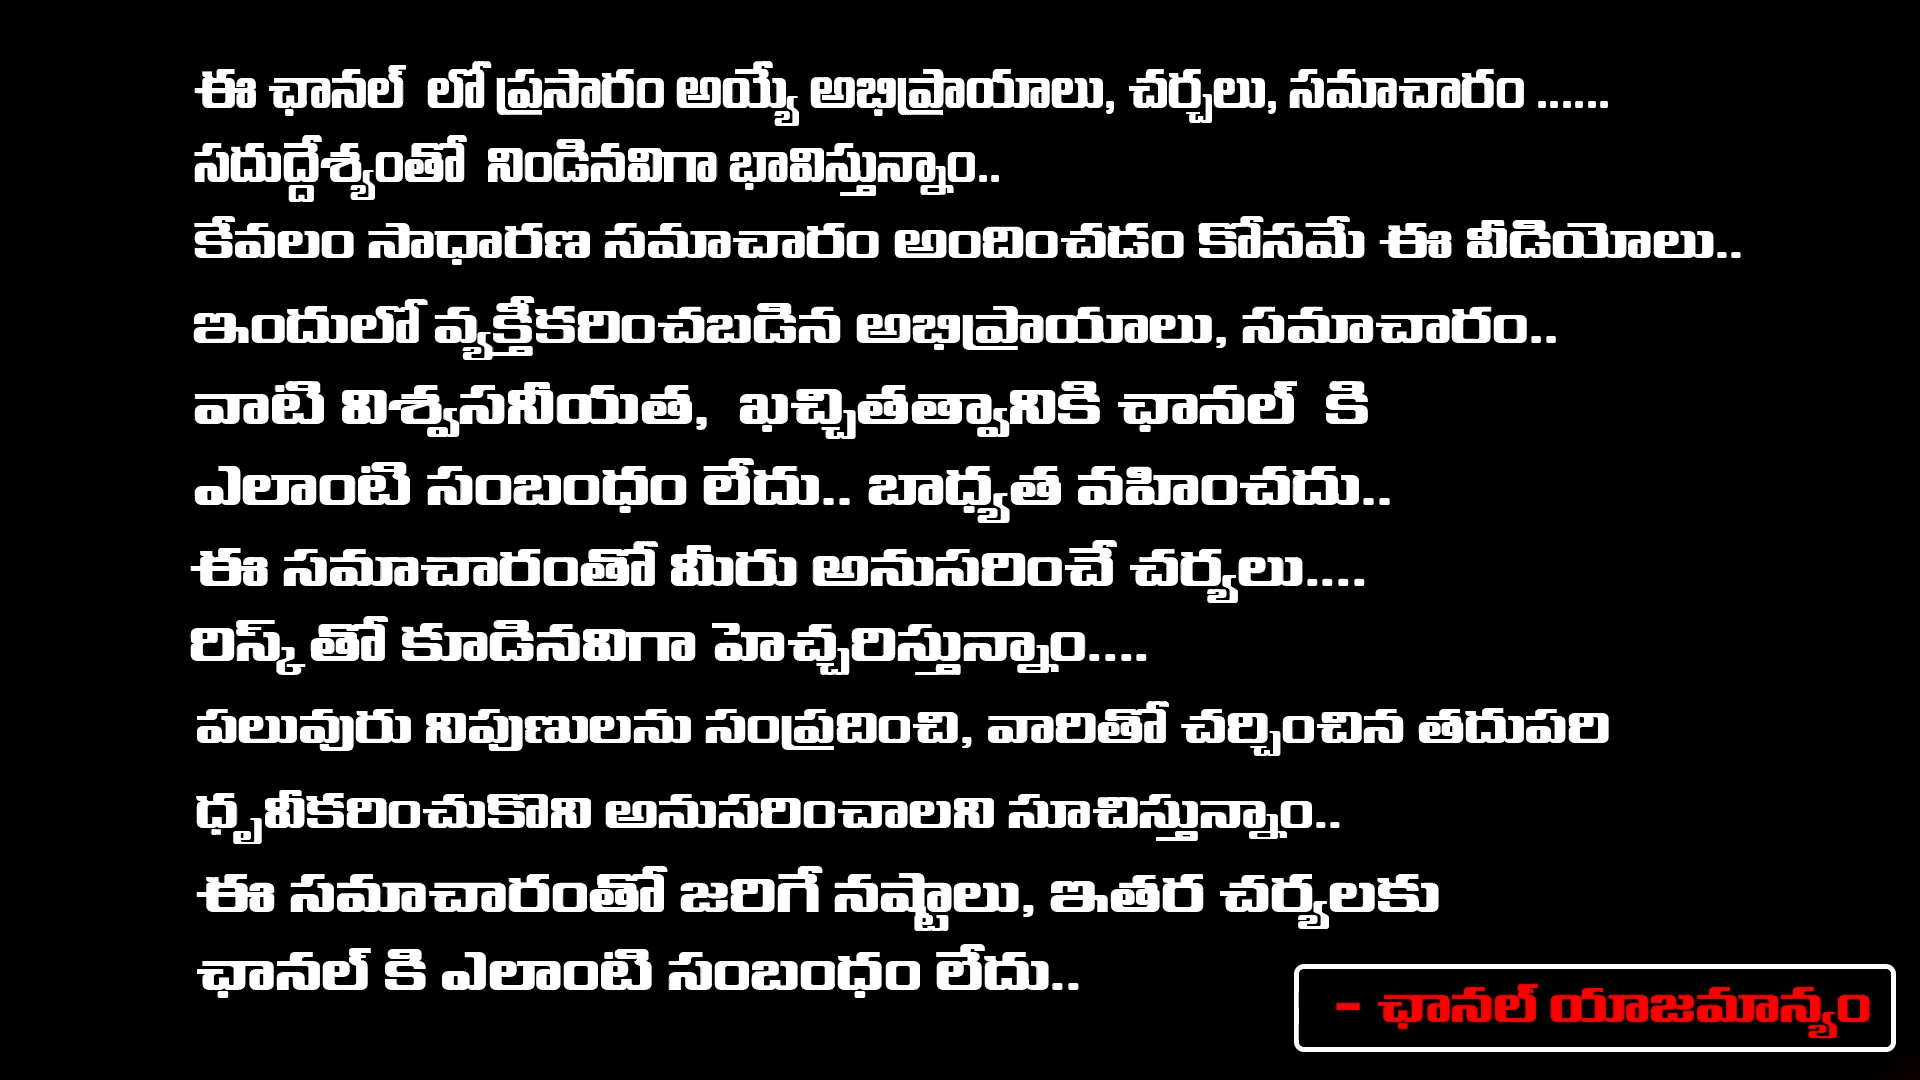 ఈ ఛానల్ లో ప్రసారం అయ్యే అభిప్రాయాలు, చర్చలు, సమాచారం ......
సదుద్దేశ్యంతో నిండినవిగా భావిస్తున్నాం..
కేవలం సాధారణ సమాచారం అందించడం కోసమే ఈ వీడియోలు..
ఇందులో వ్యక్తీకరించబడిన అభిప్రాయాలు, సమాచారం..
వాటి విశ్వసనీయత, ఖచ్చితత్వానికి ఛానల్ కి
ఎలాంటి సంబంధం లేదు.. బాధ్యత వహించదు..
ఈ సమాచారంతో మీరు అనుసరించే చర్యలు....
రిస్క్ తో కూడినవిగా హెచ్చరిస్తున్నాం....
పలువురు నిపుణులను సంప్రదించి, వారితో చర్చించిన తదుపరి
ధృవీకరించుకొని అనుసరించాలని సూచిస్తున్నాం..
ఈ సమాచారంతో జరిగే నష్టాలు, ఇతర చర్యలకు
ఛానల్ కి ఎలాంటి సంబంధం లేదు..
- ఛానల్ యాజమాన్యం